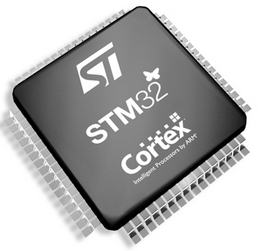 ST
STM32
Cortex
Intelligent Processors by ARM®